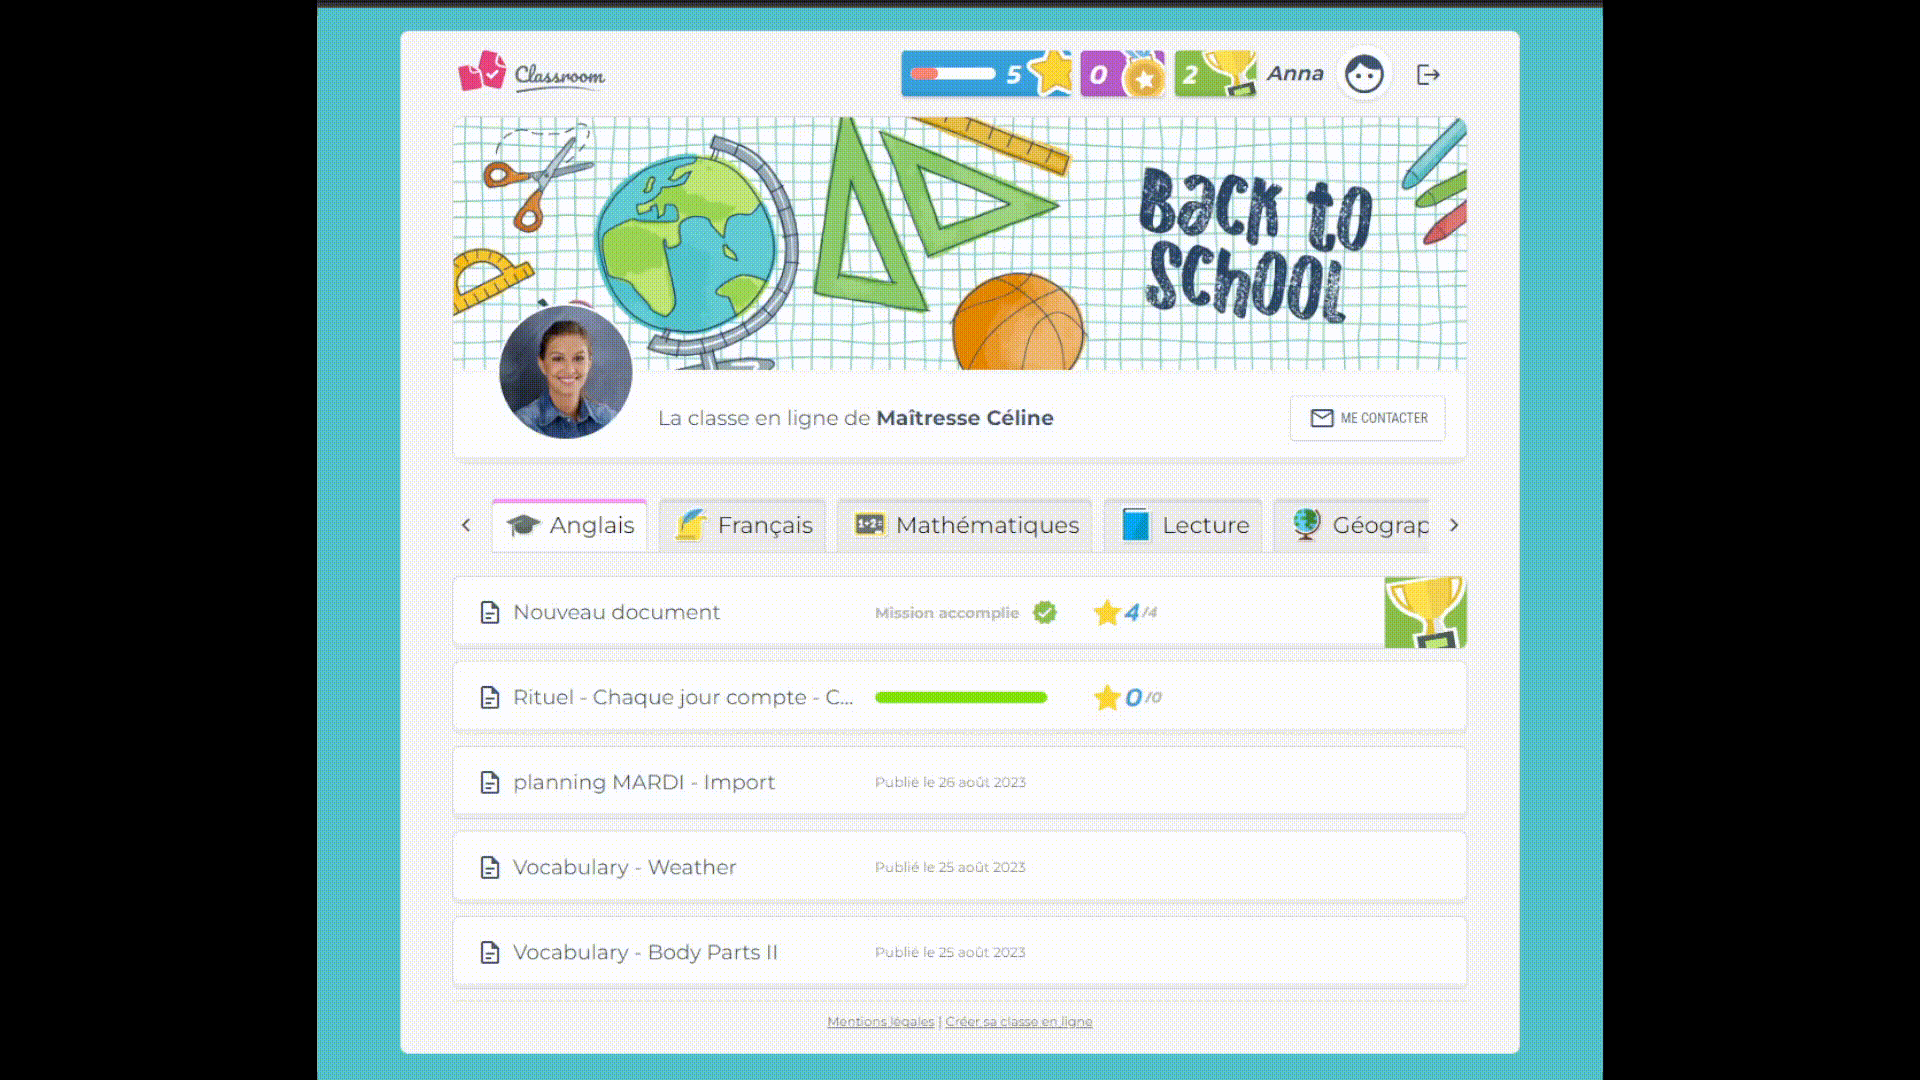 Classroom
5
0
2
Anna
BACK TO
SCHOOL
La classe en ligne de Maîtresse Céline
ME CONTACTER
Anglais
Français
Mathématiques
Lecture
Géograp
Nouveau document
Mission accomplie
4/4
Rituel - Chaque jour compte - C...
0/0
planning MARDI - Import
Publié le 26 août 2023
Vocabulary - Weather
Publié le 25 août 2023
Vocabulary - Body Parts II
Publié le 25 août 2023
Mentions légales | Créer sa classe en ligne